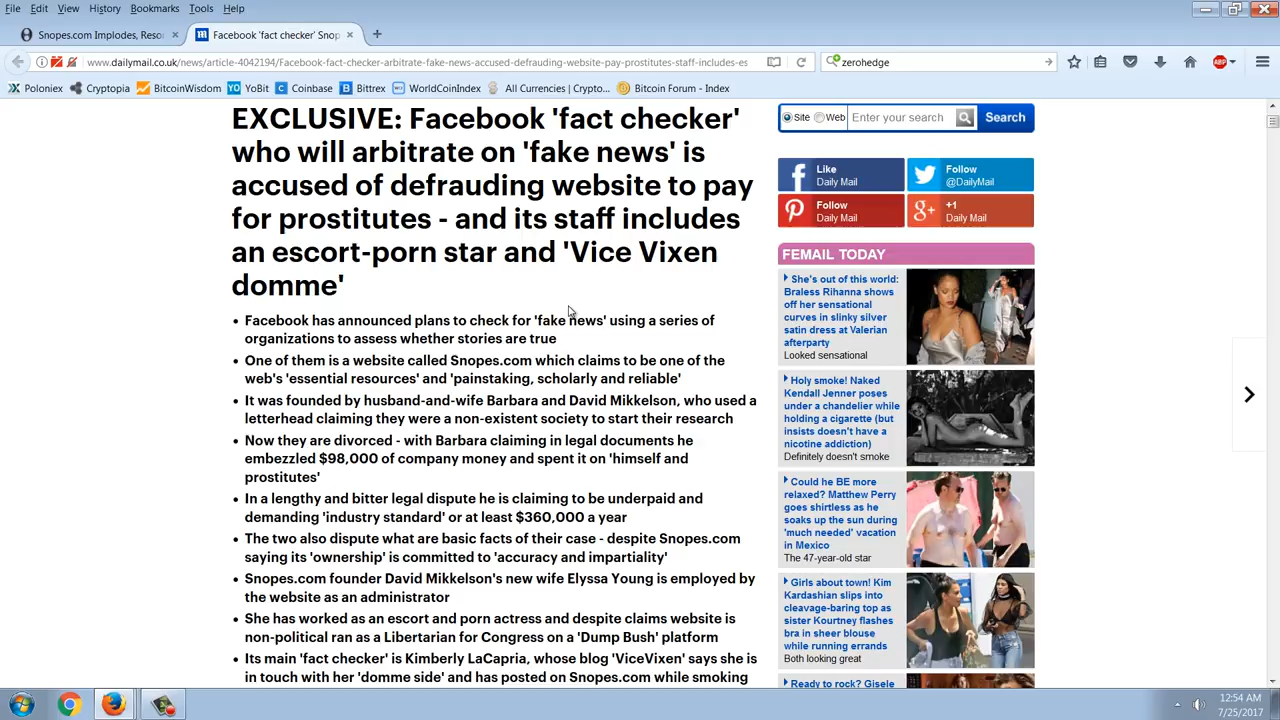 File Edit View History Bookmarks Tools Help
Snopes.com Implodes, Resor
Facebook 'fact checker' Snop
www.dailymail.co.uk/news/article-4042194/Facebook-fact-checker-arbitrate-fake-news-accused-defrauding-website-pay-prostitutes-staff-includes-es
zerohedge
ABP
Poloniex Cryptopia BitcoinWisdom YO YoBit Coinbase Bittrex WorldCoinIndex All Currencies | Crypto... Bitcoin Forum - Index
EXCLUSIVE: Facebook 'fact checker'
who will arbitrate on 'fake news' is
accused of defrauding website to pay
for prostitutes - and its staff includes
an escort-porn star and 'Vice Vixen
domme'
Facebook has announced plans to check for 'fake news' using a series of
organizations to assess whether stories are true
One of them is a website called Snopes.com which claims to be one of the
web's 'essential resources' and 'painstaking, scholarly and reliable'
It was founded by husband-and-wife Barbara and David Mikkelson, who used a
letterhead claiming they were a non-existent society to start their research
Now they are divorced - with Barbara claiming in legal documents he
embezzled $98,000 of company money and spent it on 'himself and
prostitutes'
In a lengthy and bitter legal dispute he is claiming to be underpaid and
demanding 'industry standard' or at least $360,000 a year
The two also dispute what are basic facts of their case - despite Snopes.com
saying its 'ownership' is committed to 'accuracy and impartiality'
Snopes.com founder David Mikkelson's new wife Elyssa Young is employed by
the website as an administrator
She has worked as an escort and porn actress and despite claims website is
non-political ran as a Libertarian for Congress on a 'Dump Bush' platform
Its main 'fact checker' is Kimberly LaCapria, whose blog 'ViceVixen' says she is
in touch with her 'domme side' and has posted on Snopes.com while smoking
Site Web Enter your search Search
Like
Daily Mail
Follow
@DailyMail
Follow
Daily Mail
+1
Daily Mail
FEMAIL TODAY
She's out of this world:
Braless Rihanna shows
off her sensational
curves in slinky silver
satin dress at Valerian
afterparty
Looked sensational
Holy smoke! Naked
Kendall Jenner poses
under a chandelier while
holding a cigarette (but
insists doesn't have a
nicotine addiction)
Definitely doesn't smoke
Could he BE more
relaxed? Matthew Perry
goes shirtless as he
soaks up the sun during
'much needed' vacation
in Mexico
The 47-year-old star
Girls about town! Kim
Kardashian slips into
cleavage-baring top as
sister Kourtney flashes
bra in sheer blouse
while running errands
Both looking great
Ready to rock? Gisele
12:54 AM
7/25/2017